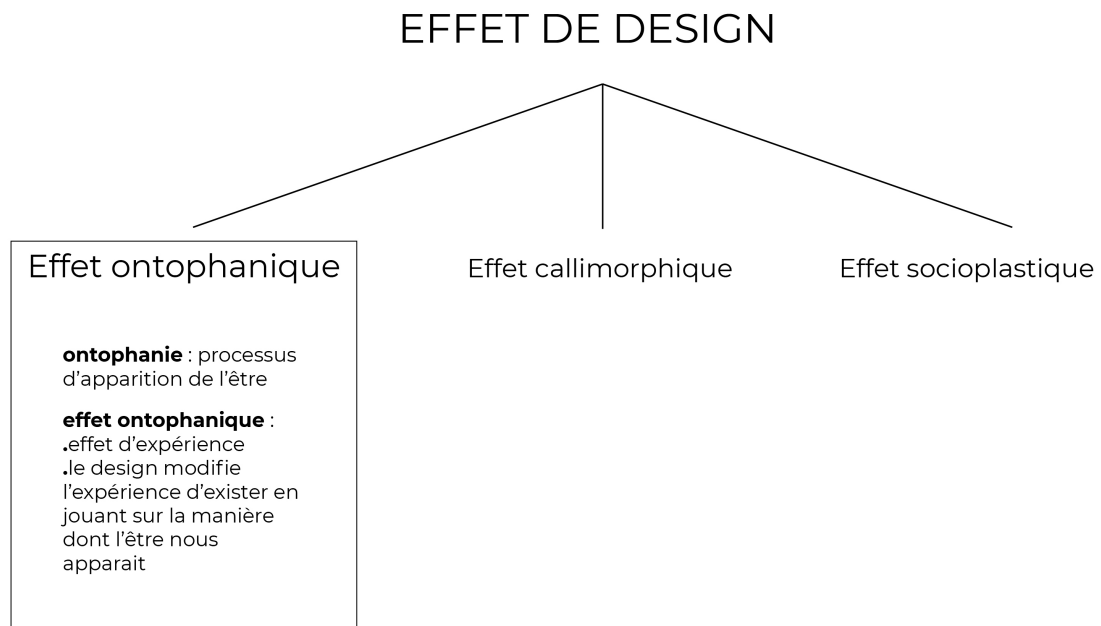 EFFET DE DESIGN
Effet ontophanique
Effet callimorphique
Effet socioplastique
ontophanie : processus
d’apparition de l’être
effet ontophanique :
.effet d’expérience
.le design modifie
l’expérience d’exister en
jouant sur la manière
dont l’être nous
apparait